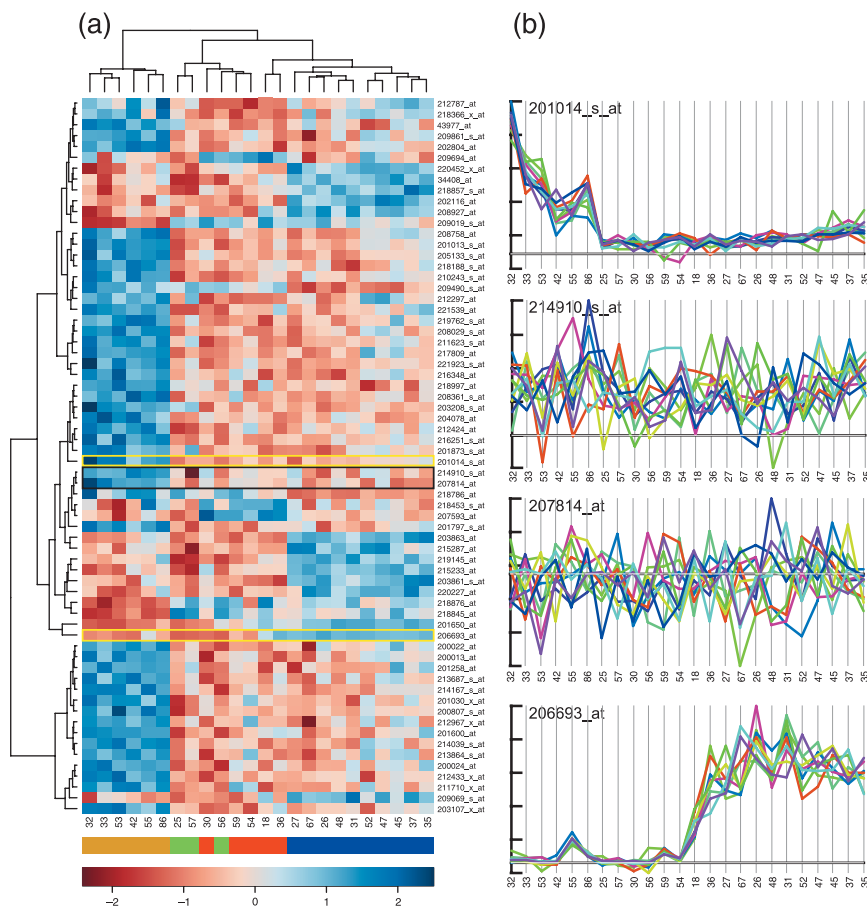 (a)
212787_at
218366_x_at
43977_at
209861_s_at
202804_at
209694_at
220452_x_at
34408_at
218857_s_at
202116_at
208927_at
209019_s_at
208758_at
201013_s_at
205133_s_at
218188_s_at
210243_s_at
209490_s_at
212297_at
221539_at
219762_s_at
208029_s_at
211623_s_at
217809_at
221923_s_at
216348_at
218997_at
208361_s_at
203208_s_at
204078_at
212424_at
216251_s_at
201873_s_at
201014_s_at
214910_s_at
207814_at
218786_at
218453_s_at
207593_at
201797_s_at
203863_at
215287_at
219145_at
215233_at
203861_s_at
220227_at
218876_at
218845_at
201650_at
206693_at
200022_at
200013_at
201258_at
213687_s_at
214167_s_at
201030_x_at
200807_s_at
212967_x_at
201600_at
214039_s_at
213864_s_at
200024_at
212433_x_at
211710_x_at
209069_s_at
203107_x_at
32 33 53 42 55 86 25 57 30 56 59 54 18 36 27 67 26 48 31 52 47 45 37 35
−2 −1 0 1 2
(b)
201014_s_at
32 33 53 42 55 86 25 57 30 56 59 54 18 36 27 67 26 48 31 52 47 45 37 35
214910_s_at
32 33 53 42 55 86 25 57 30 56 59 54 18 36 27 67 26 48 31 52 47 45 37 35
207814_at
32 33 53 42 55 86 25 57 30 56 59 54 18 36 27 67 26 48 31 52 47 45 37 35
206693_at
32 33 53 42 55 86 25 57 30 56 59 54 18 36 27 67 26 48 31 52 47 45 37 35